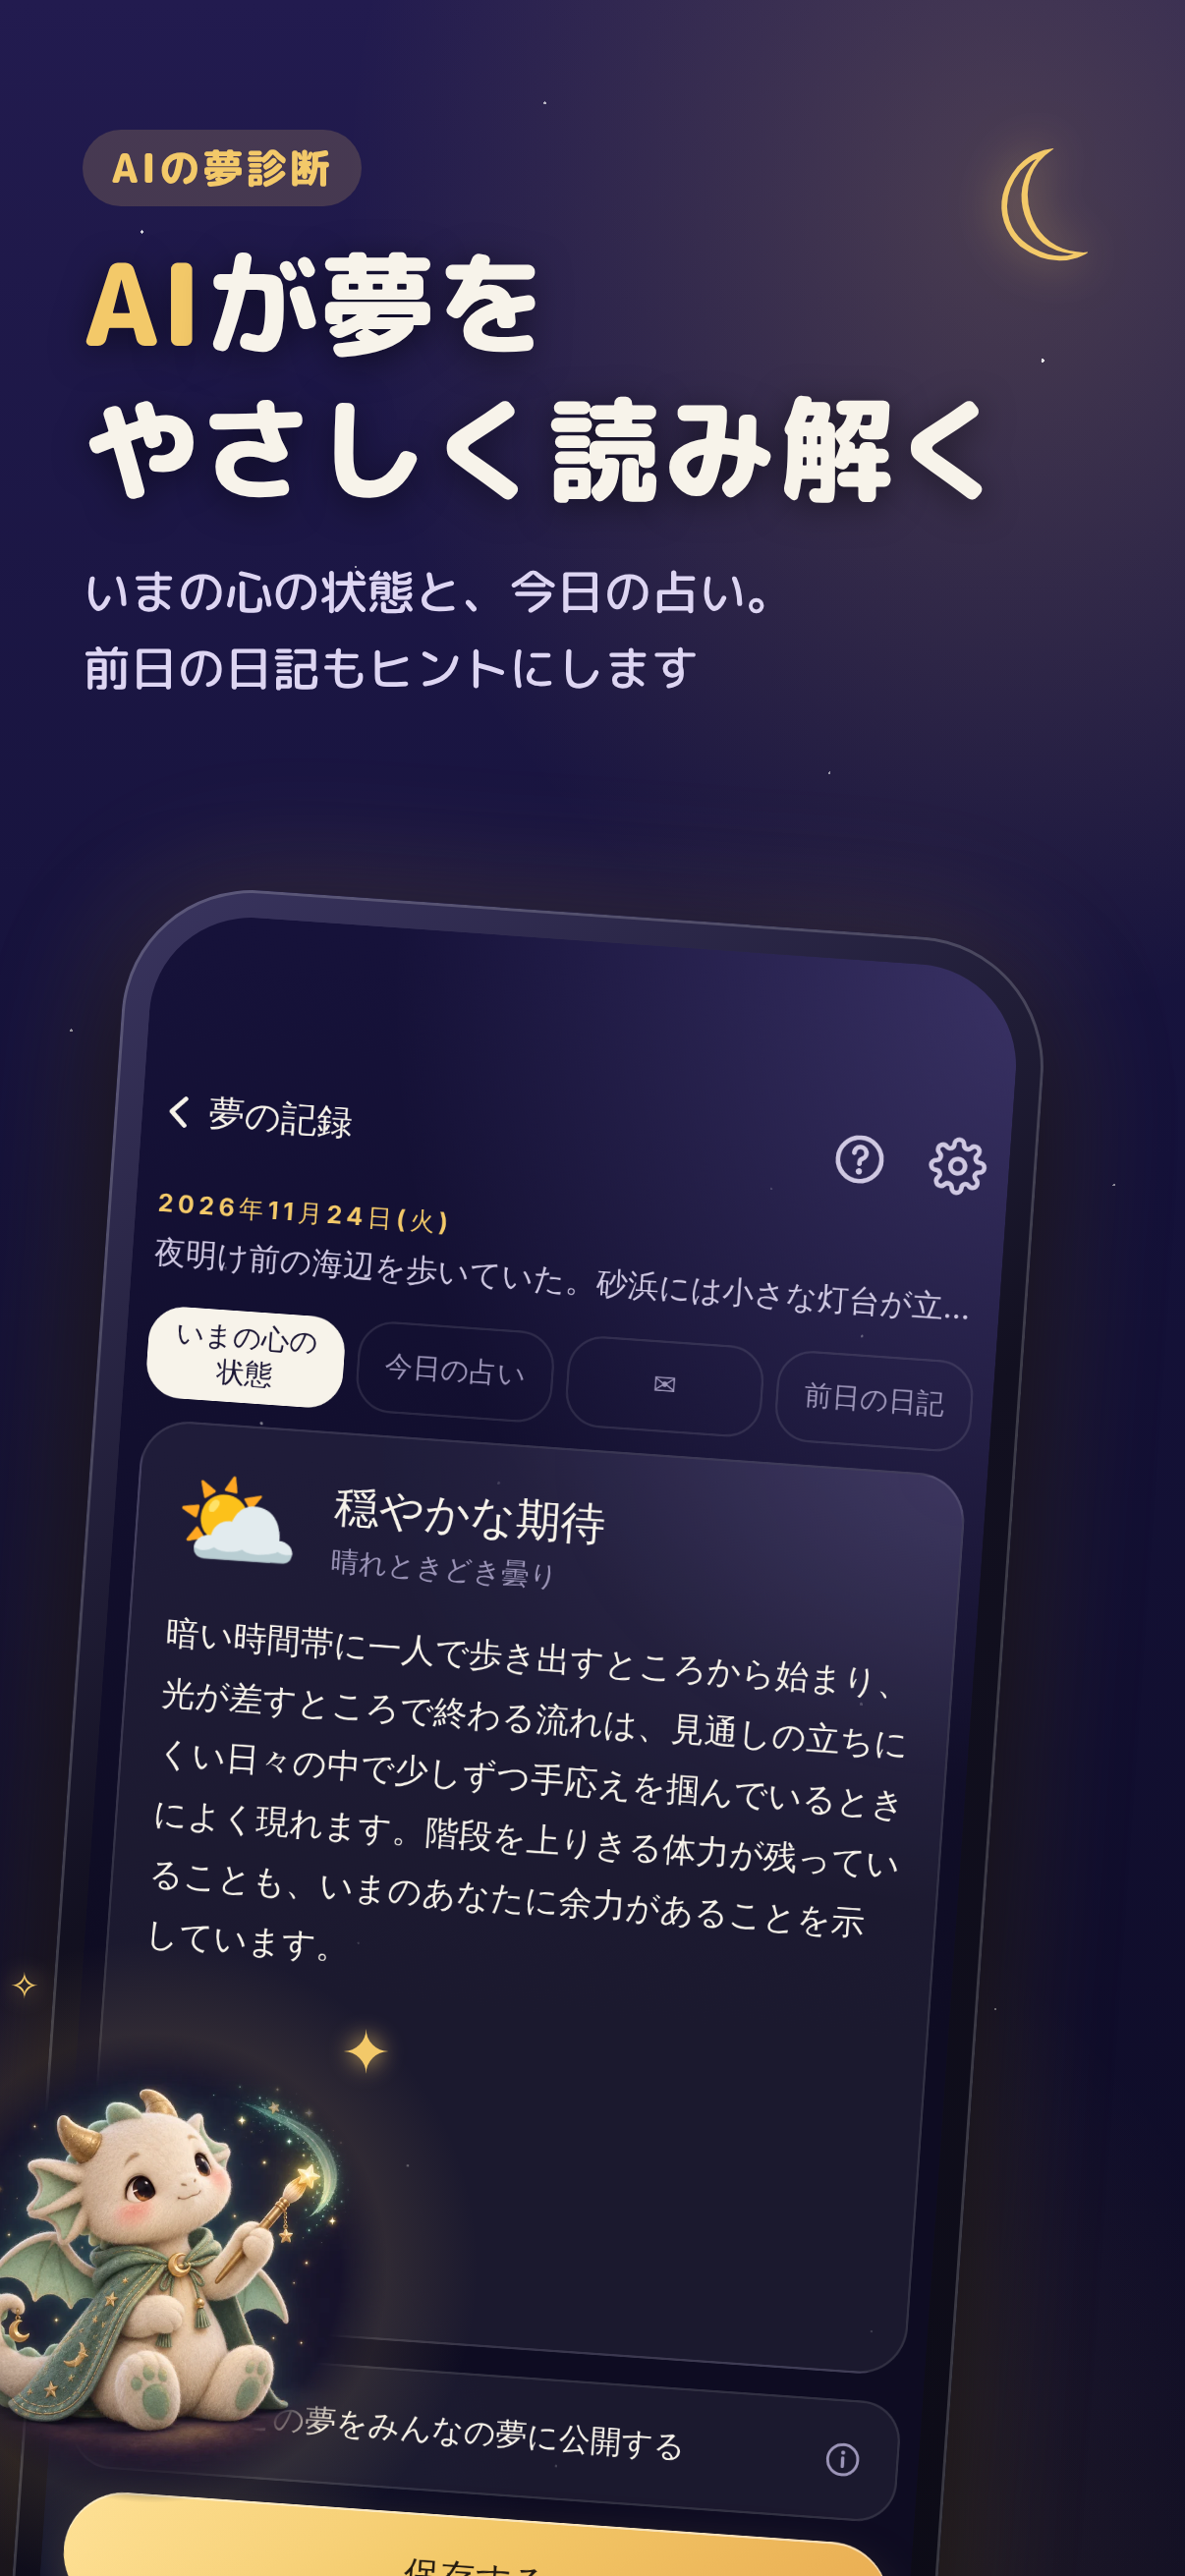 AIの夢診断
AIが夢を
やさしく読み解く
いまの心の状態と、今日の占い。
前日の日記もヒントにします
夢の記録
2026年11月24日(火)
夜明け前の海辺を歩いていた。砂浜には小さな灯台が立...
いまの心の
状態
今日の占い
前日の日記
穏やかな期待
晴れときどき曇り
暗い時間帯に一人で歩き出すところから始まり、
光が差すところで終わる流れは、見通しの立ちに
くい日々の中で少しずつ手応えを掴んでいるとき
によく現れます。階段を上りきる体力が残ってい
ることも、いまのあなたに余力があることを示
しています。
の夢をみんなの夢に公開する
保存する